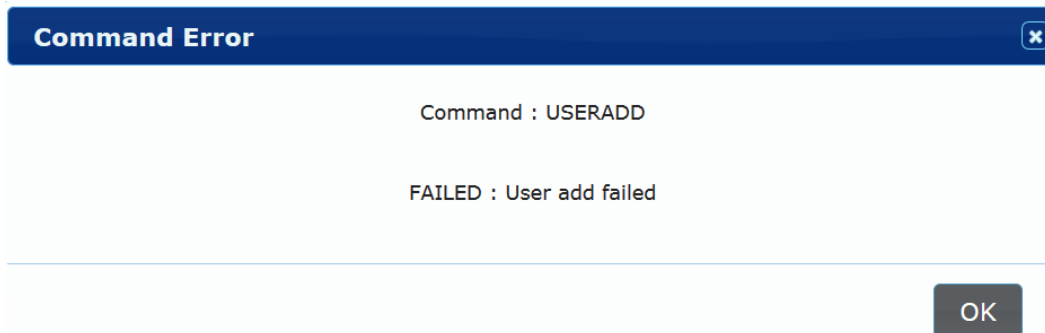 Command Error
Command : USERADD
FAILED : User add failed
OK